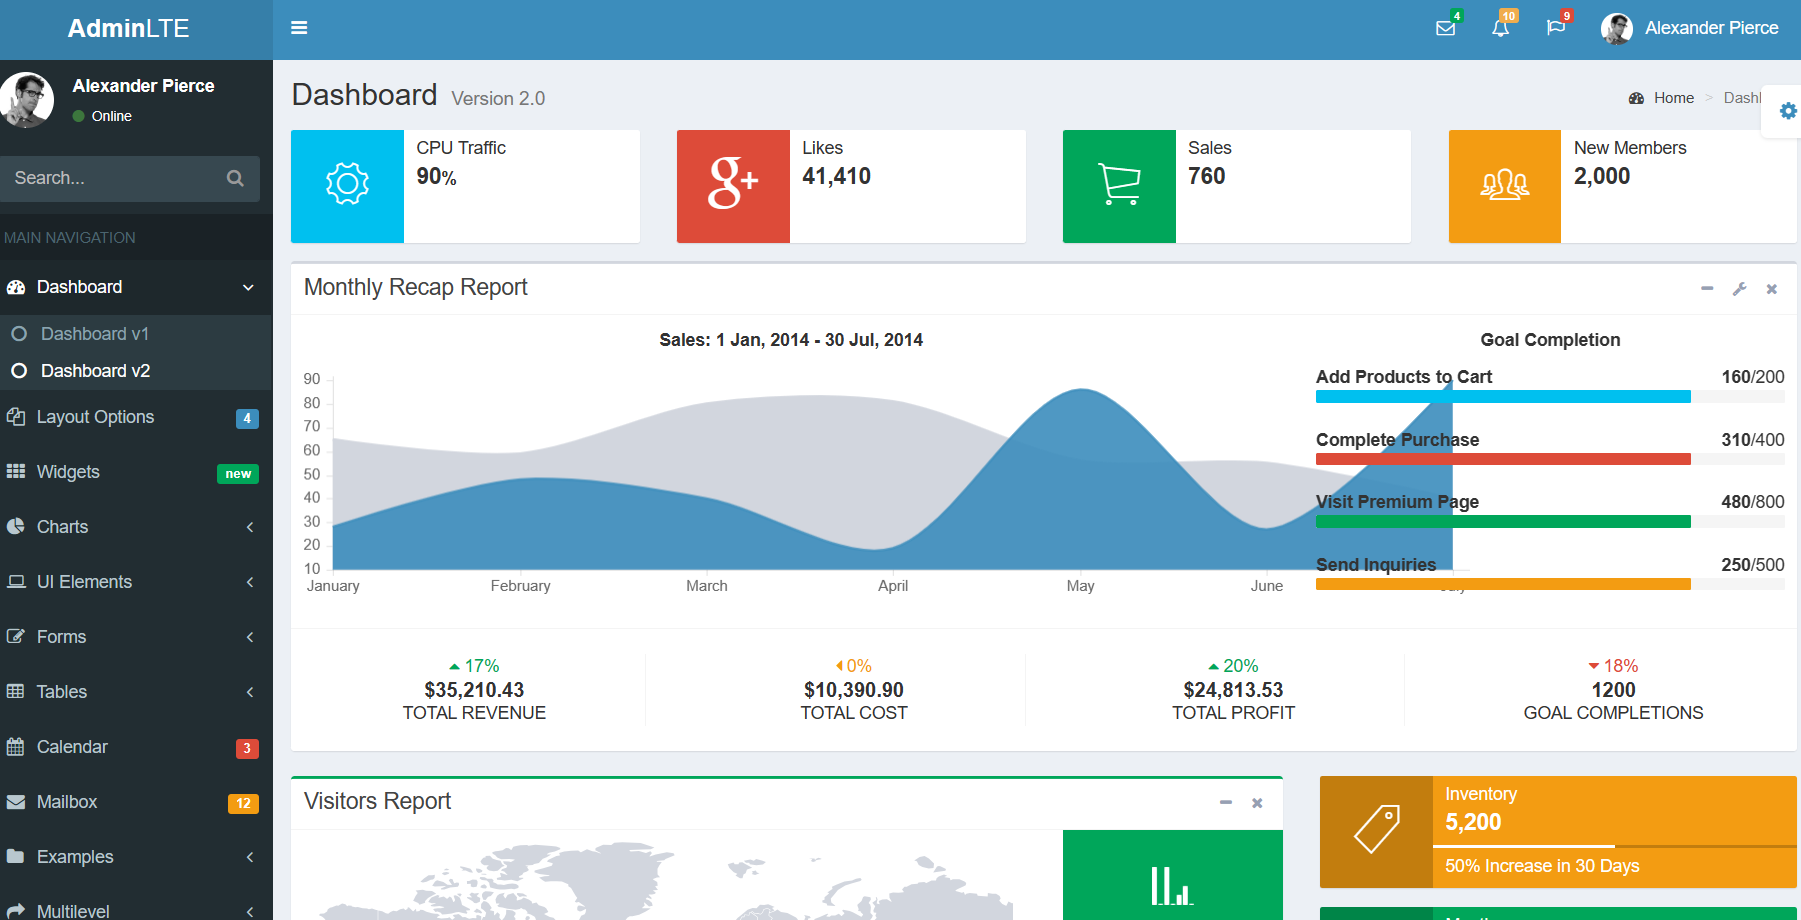 AdminLTE
4
10
9
Alexander Pierce
Alexander Pierce
Online
Search...
MAIN NAVIGATION
Dashboard
Dashboard v1
Dashboard v2
Layout Options 4
Widgets new
Charts
UI Elements
Forms
Tables
Calendar 3
Mailbox 12
Examples
Multilevel
Dashboard Version 2.0
Home >
CPU Traffic
90%
g+
Likes
41,410
Sales
760
New Members
2,000
Monthly Recap Report
Sales: 1 Jan, 2014 - 30 Jul, 2014
90
80
70
60
50
40
30
20
10
January February March April May June July
Goal Completion
Add Products to Cart 160/200
Complete Purchase 310/400
Visit Premium Page 480/800
Send Inquiries 250/500
17%
$35,210.43
TOTAL REVENUE
0%
$10,390.90
TOTAL COST
20%
$24,813.53
TOTAL PROFIT
18%
1200
GOAL COMPLETIONS
Visitors Report
Inventory
5,200
50% Increase in 30 Days